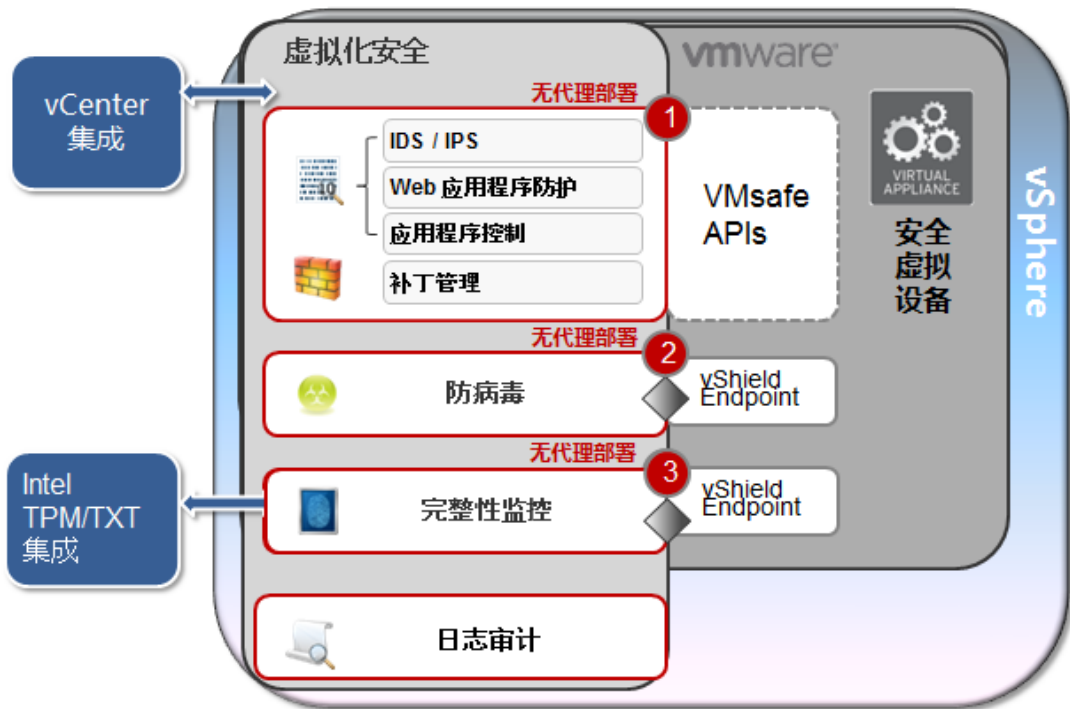 虚拟化安全
vmware
vCenter
集成
无代理部署
1
IDS / IPS
Web 应用程序防护
应用程序控制
补丁管理
10
VMsafe
APIs
VIRTUAL
APPLIANCE
安全
虚拟
设备
vSphere
无代理部署
2
防病毒
vShield
Endpoint
无代理部署
3
Intel
TPM/TXT
集成
完整性监控
vShield
Endpoint
日志审计